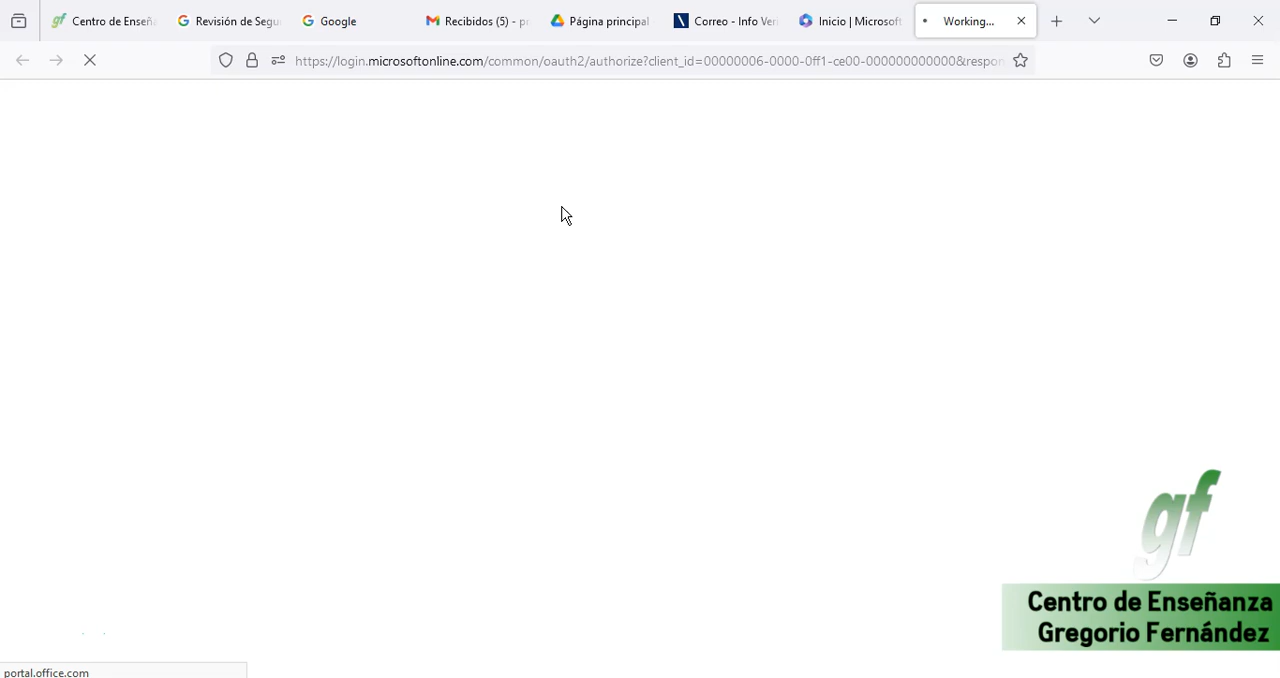 Centro de Enseña
Revisión de Segu
Google
Recibidos (5) - pr
Página principal
Correo - Info Ver
Inicio | Microsoft
Working...
https://login.microsoftonline.com/common/oauth2/authorize?client_id=00000006-0000-0ff1-ce00-000000000000&respon
gf
Centro de Enseñanza
Gregorio Fernández
portal.office.com